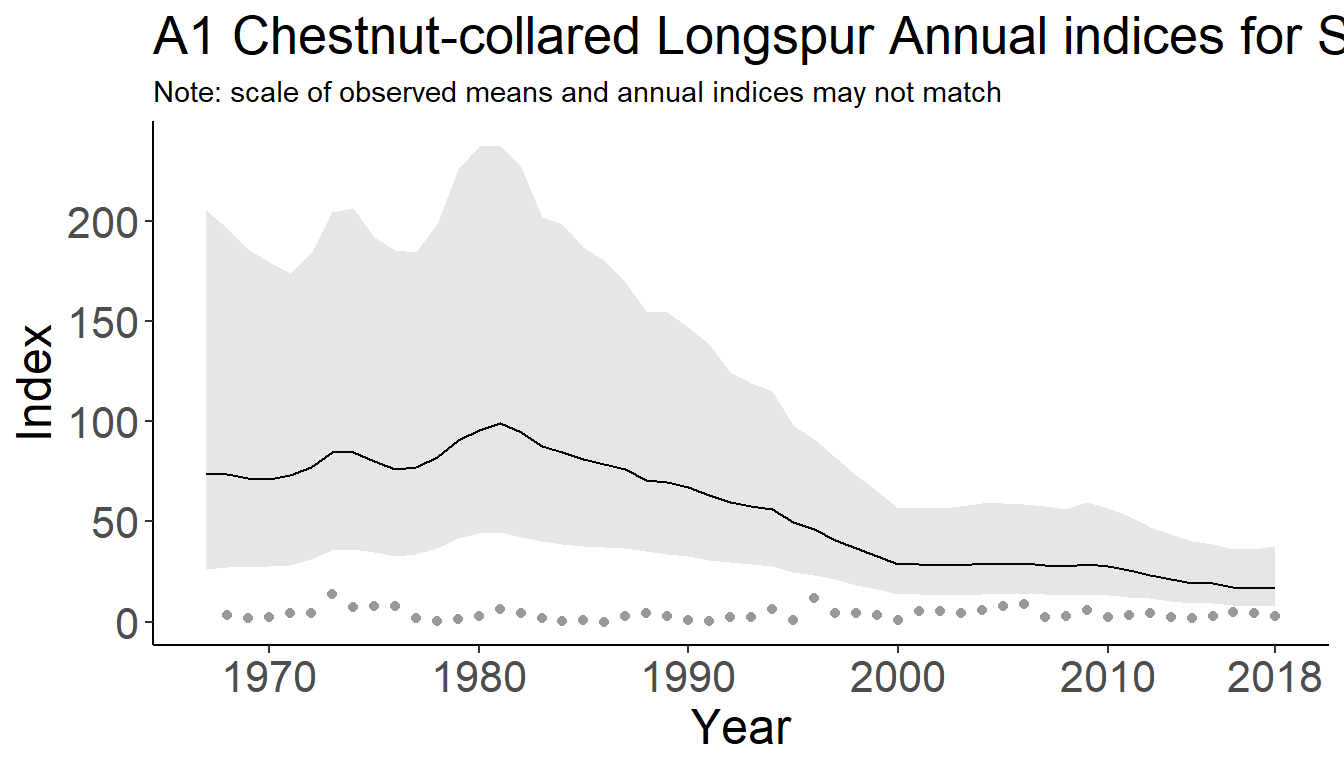 A1 Chestnut-collared Longspur Annual indices for S
Note: scale of observed means and annual indices may not match
200
150
100
50
0
Index
1970 1980 1990 2000 2010 2018
Year